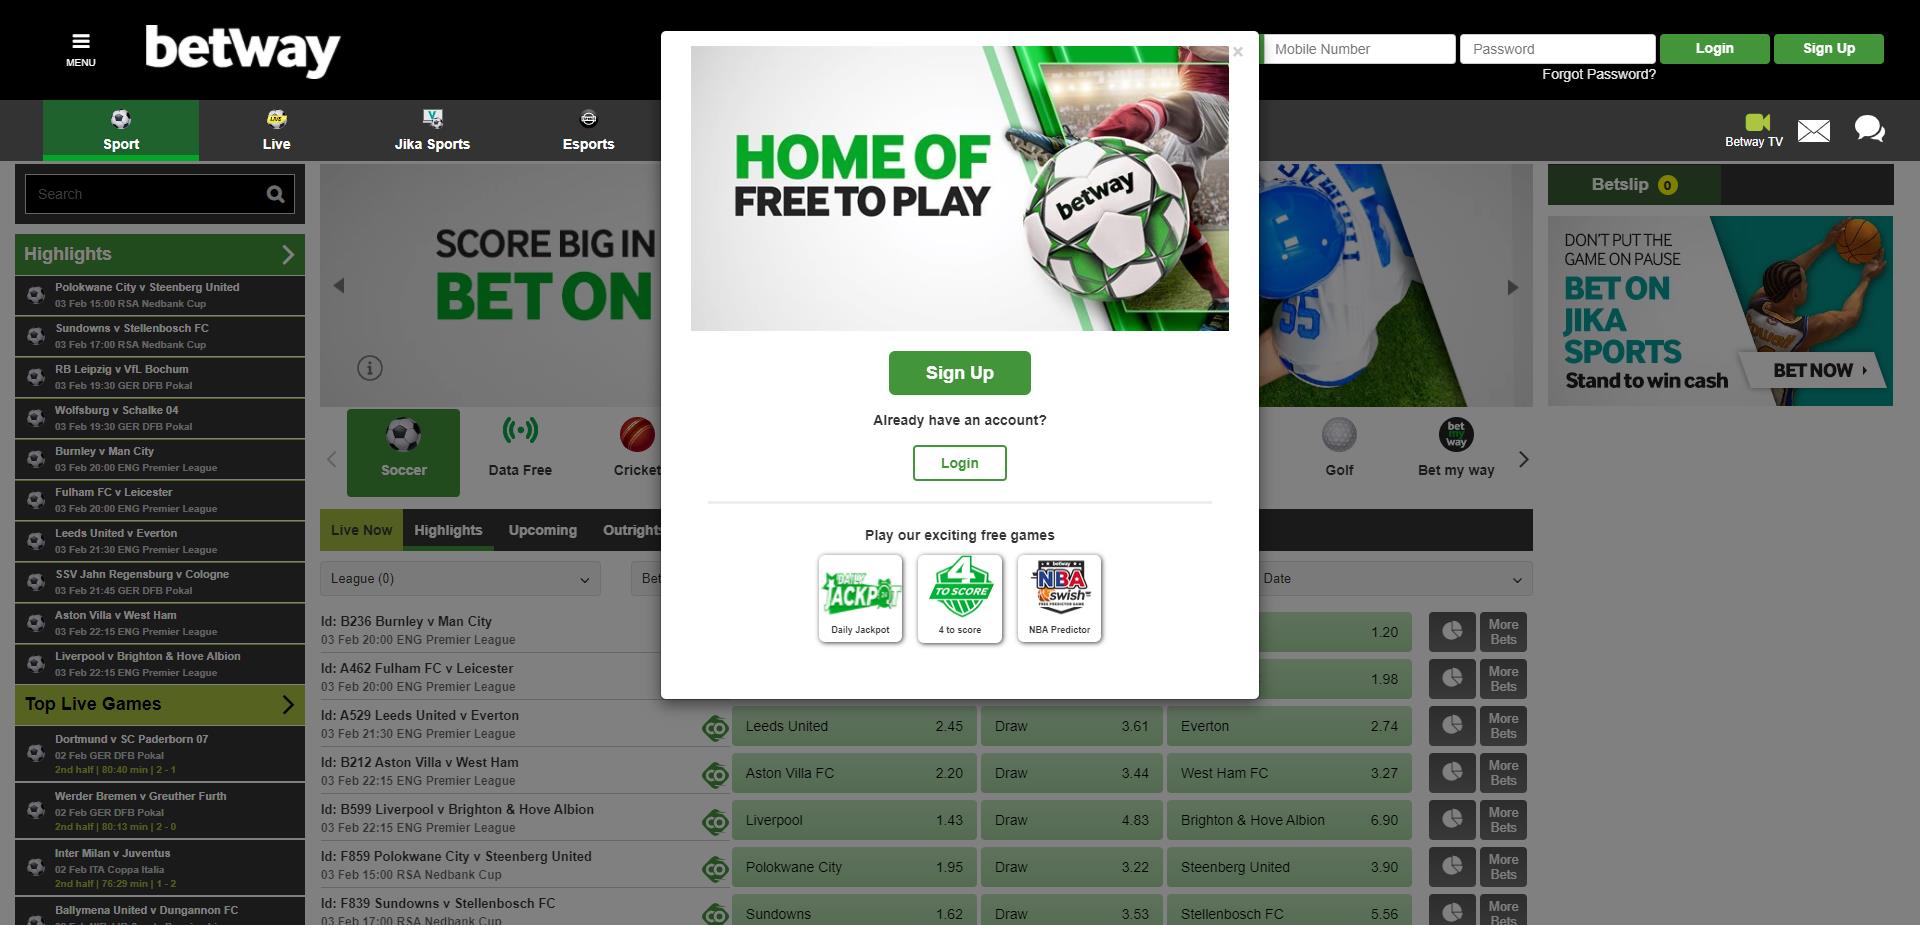 MENU
betway
Mobile Number
Password
Login
Sign Up
Forgot Password?
Sport
Live
Jika Sports
Esports
Betway TV
Search
Highlights
Polokwane City v Steenberg United
03 Feb 15:00 RSA Nedbank Cup
Sundowns v Stellenbosch FC
03 Feb 17:00 RSA Nedbank Cup
RB Leipzig v VfL Bochum
03 Feb 19:30 GER DFB Pokal
Wolfsburg v Schalke 04
03 Feb 19:30 GER DFB Pokal
Burnley v Man City
03 Feb 20:00 ENG Premier League
Fulham FC v Leicester
03 Feb 20:00 ENG Premier League
Leeds United v Everton
03 Feb 21:30 ENG Premier League
SSV Jahn Regensburg v Cologne
03 Feb 21:45 GER DFB Pokal
Aston Villa v West Ham
03 Feb 22:15 ENG Premier League
Liverpool v Brighton & Hove Albion
03 Feb 22:15 ENG Premier League
Top Live Games
Dortmund v SC Paderborn 07
02 Feb GER DFB Pokal
2nd half | 80:40 min | 2 - 1
Werder Bremen v Greuther Furth
02 Feb GER DFB Pokal
2nd half | 80:13 min | 2 - 0
Inter Milan v Juventus
02 Feb ITA Coppa Italia
2nd half | 76:29 min | 1 - 2
Ballymena United v Dungannon FC
SCORE BIG IN
BET ON
55
Soccer
Data Free
Cricket
Golf
bet my way
Bet my way
Live Now
Highlights
Upcoming
Outrights
League (0)
Bet
Date
Id: B236 Burnley v Man City
03 Feb 20:00 ENG Premier League
1.20
More Bets
Id: A462 Fulham FC v Leicester
03 Feb 20:00 ENG Premier League
1.98
More Bets
Id: A529 Leeds United v Everton
03 Feb 21:30 ENG Premier League
Leeds United 2.45
Draw 3.61
Everton 2.74
More Bets
Id: B212 Aston Villa v West Ham
03 Feb 22:15 ENG Premier League
Aston Villa FC 2.20
Draw 3.44
West Ham FC 3.27
More Bets
Id: B599 Liverpool v Brighton & Hove Albion
03 Feb 22:15 ENG Premier League
Liverpool 1.43
Draw 4.83
Brighton & Hove Albion 6.90
More Bets
Id: F859 Polokwane City v Steenberg United
03 Feb 15:00 RSA Nedbank Cup
Polokwane City 1.95
Draw 3.22
Steenberg United 3.90
More Bets
Id: F839 Sundowns v Stellenbosch FC
03 Feb 17:00 RSA Nedbank Cup
Sundowns 1.62
Draw 3.53
Stellenbosch FC 5.56
More Bets
×
HOME OF
FREE TO PLAY
betway
Sign Up
Already have an account?
Login
Play our exciting free games
DAILY
JACKPOT
Daily Jackpot
4
TO SCORE
4 to score
betway
NBA
swish
FREE PREDICTOR GAME
NBA Predictor
Betslip 0
DON'T PUT THE
GAME ON PAUSE
BET ON
JIKA
SPORTS
Stand to win cash
BET NOW